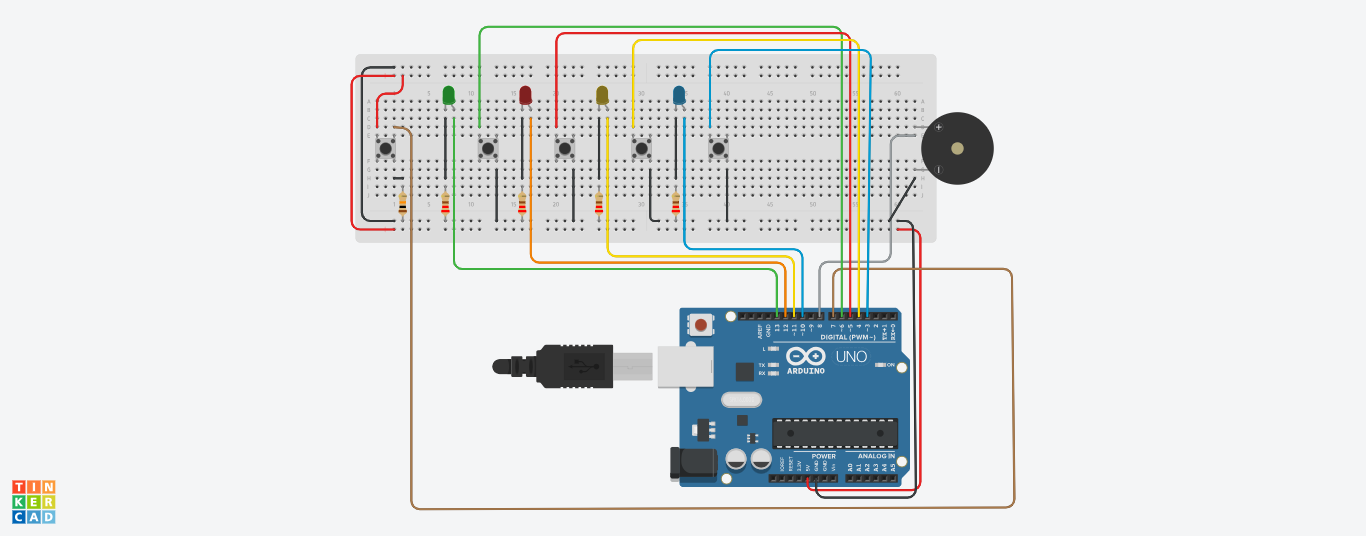 5 10 15 20 25 30 35 40 45 50 55 60
A A
B B
C C
D D
E E
F F
G G
H H
I I
J J
1 5 10 15 20 25 30 35 40 45 50 55 60
+
AREF
GND
13
12
~11
~10
~9
8
7
~6
~5
4
~3
2
TX→1
RX←0
DIGITAL (PWM ~)
L
TX
RX
UNO
ARDUINO
ON
POWER
ANALOG IN
IOREF
RESET
3.3V
5V
GND
GND
Vin
A0
A1
A2
A3
A4
A5
TIN
KER
CAD